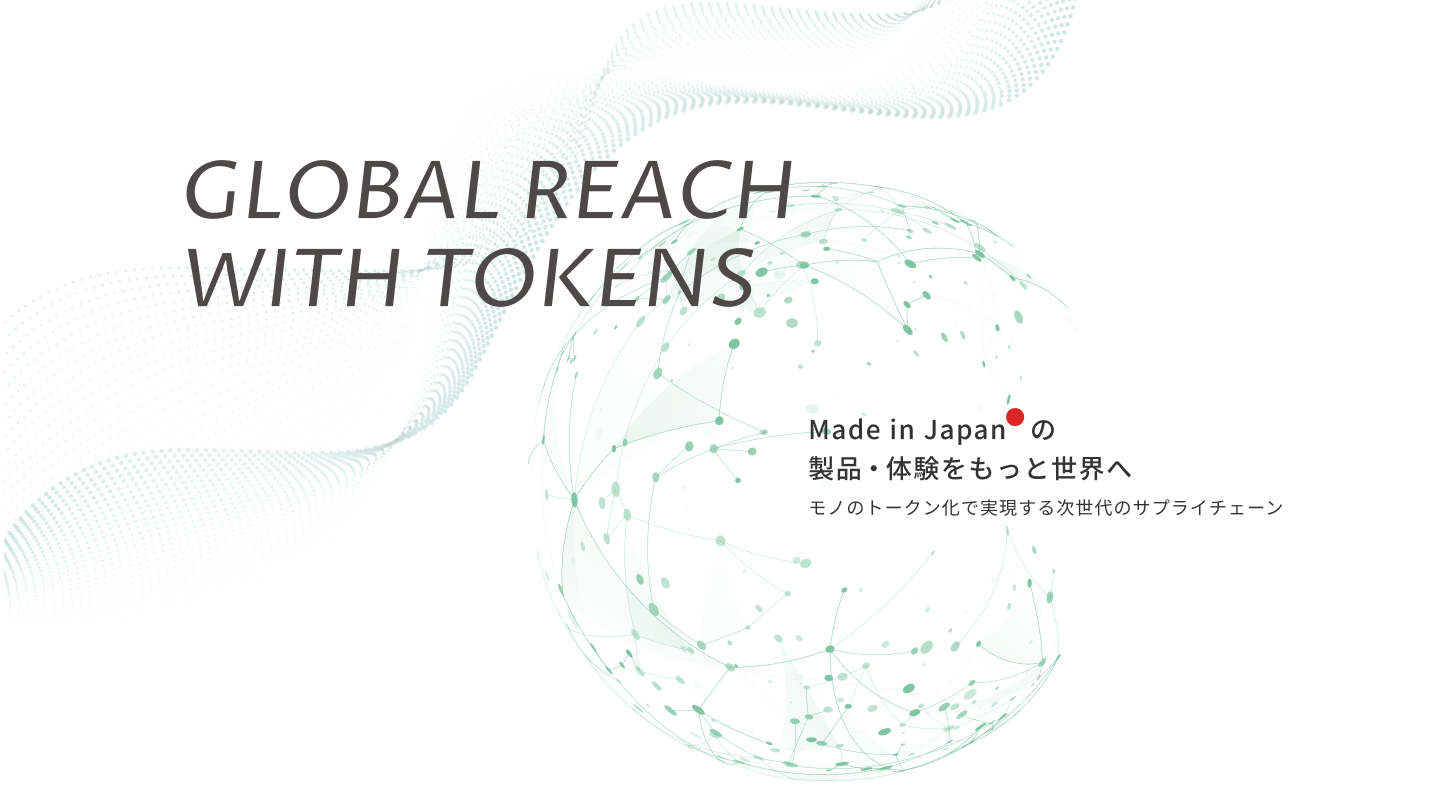 GLOBAL REACH
WITH TOKENS
Made in Japan の
製品・体験をもっと世界へ
モノのトークン化で実現する次世代のサプライチェーン